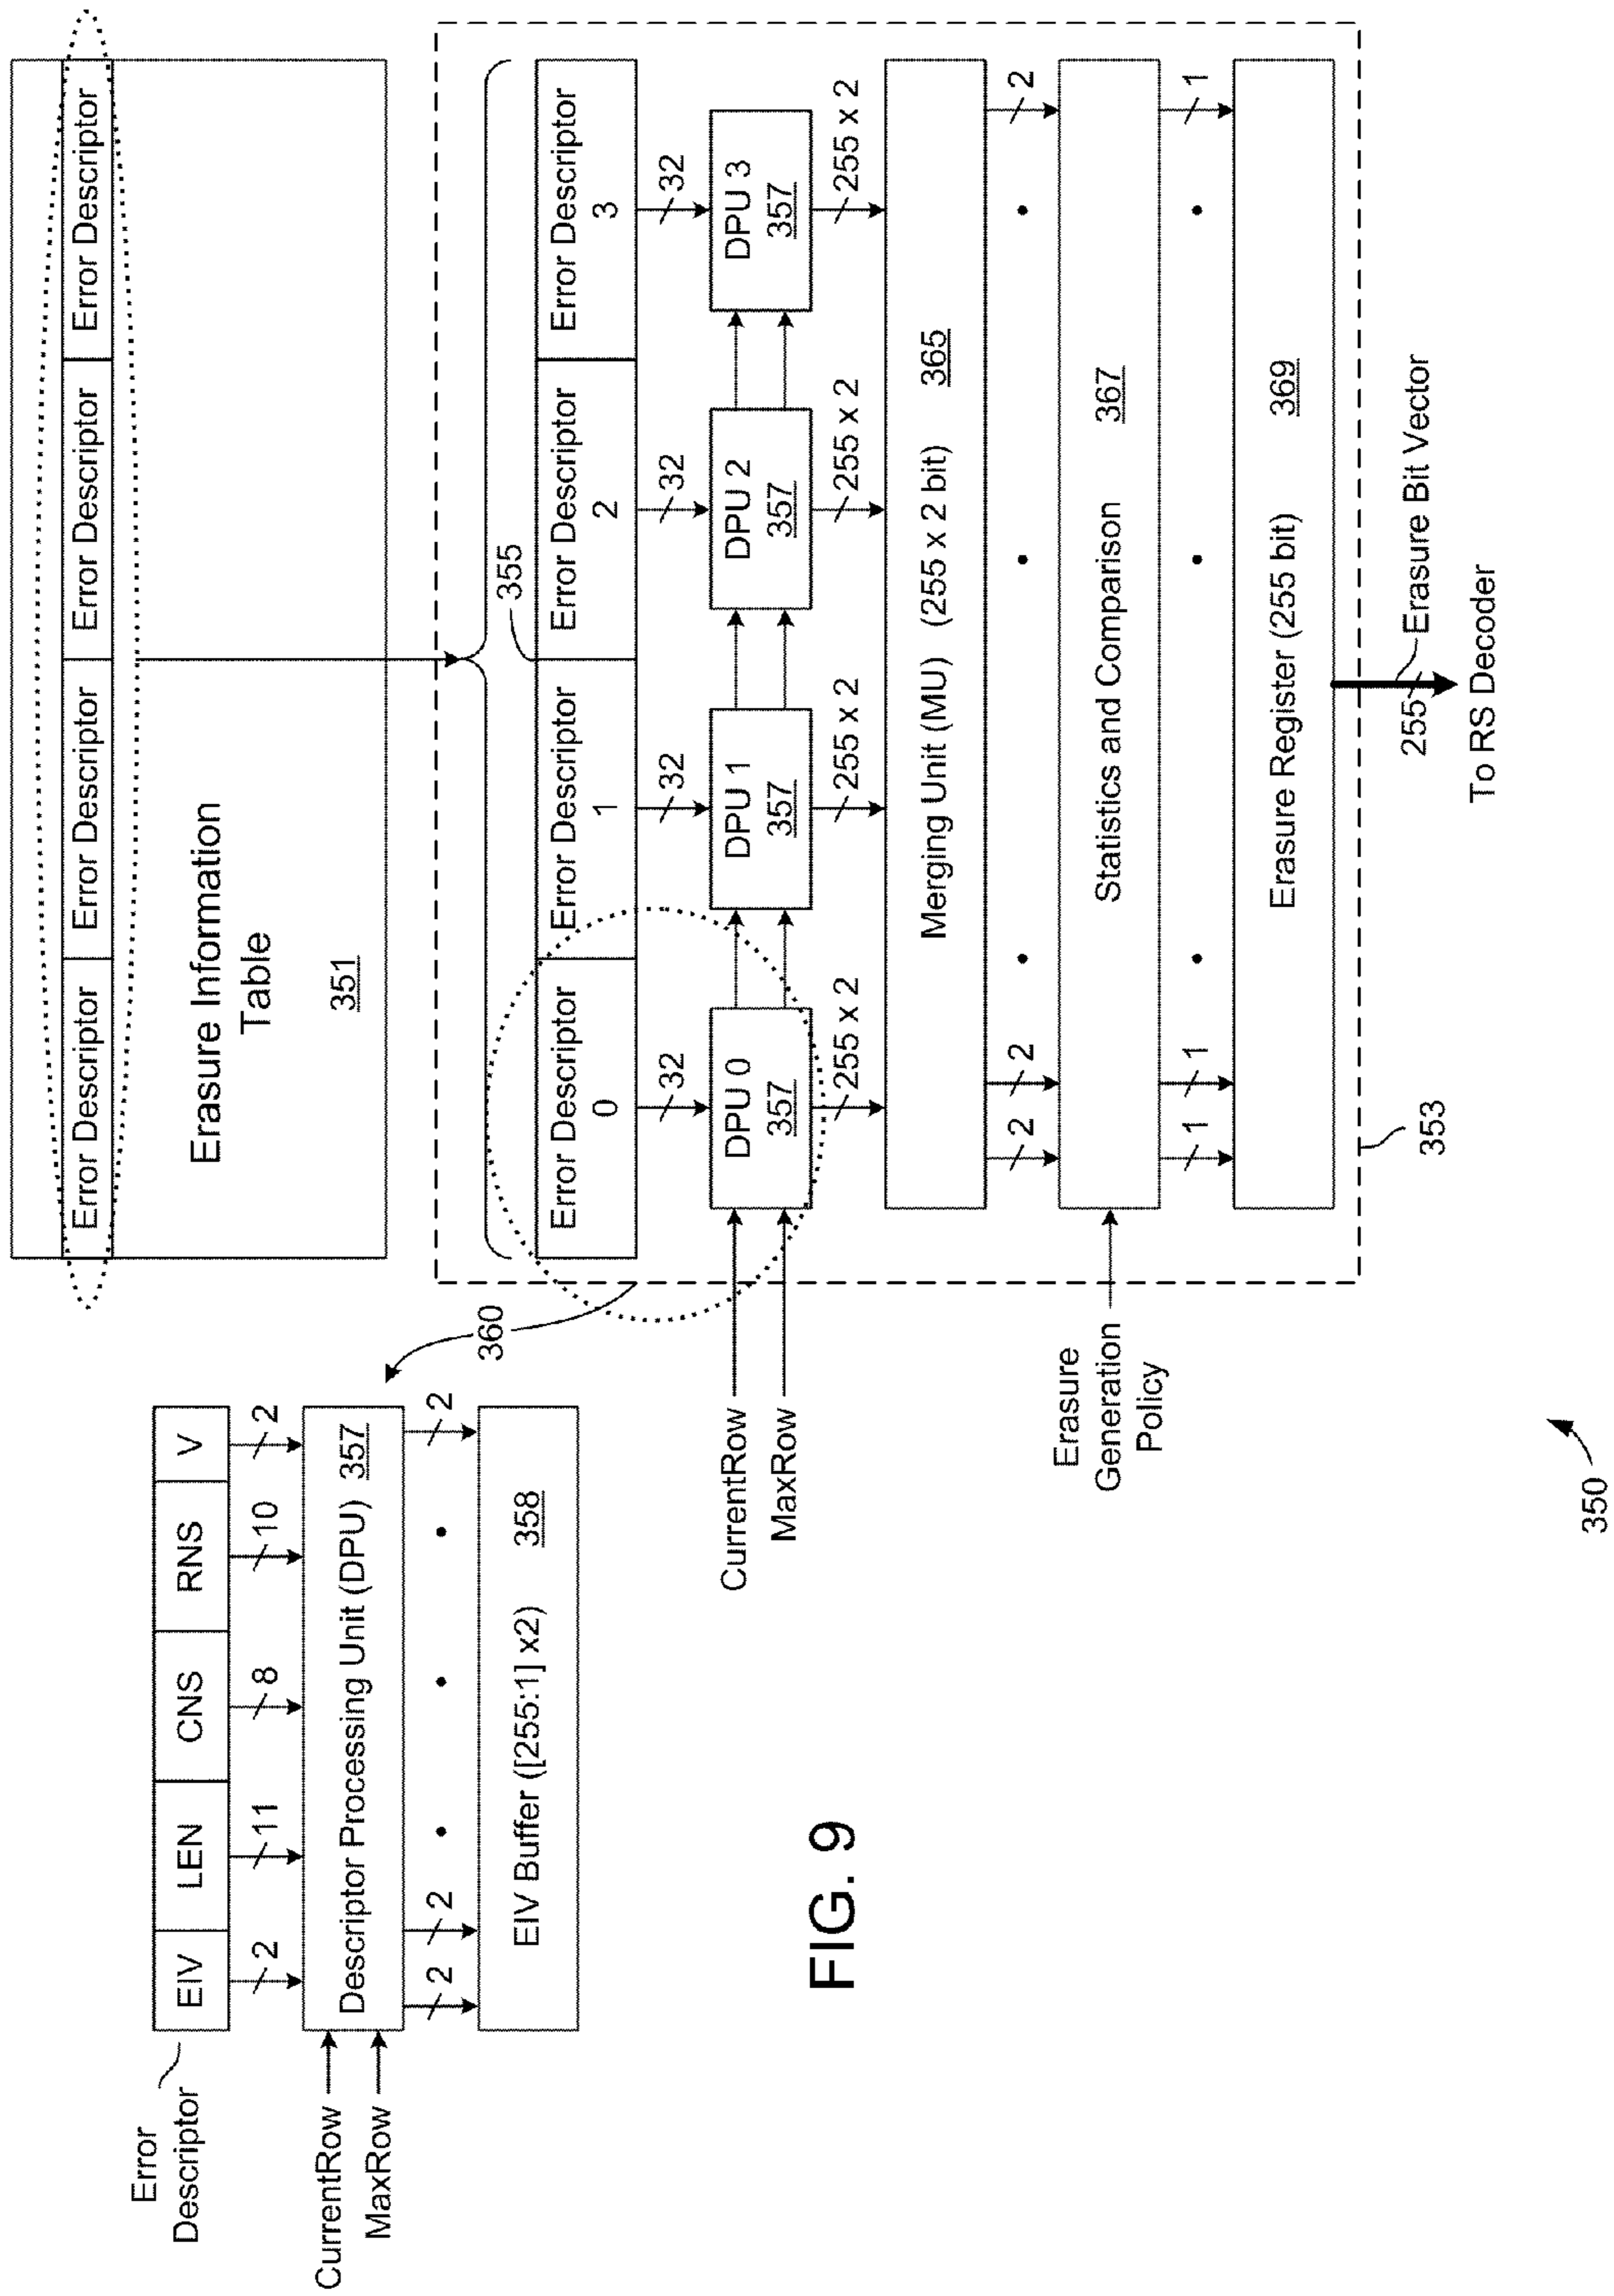 Error Descriptor
Error Descriptor
Error Descriptor
Error Descriptor
Erasure Information
Table
351
Error
Descriptor
EIV
LEN
CNS
RNS
V
2
11
8
10
2
CurrentRow
MaxRow
Descriptor Processing Unit (DPU) 357
2
2
2
EIV Buffer ([255:1] x2) 358
360
355
Error Descriptor
0
Error Descriptor
1
Error Descriptor
2
Error Descriptor
3
32
32
32
32
CurrentRow
MaxRow
DPU 0
357
DPU 1
357
DPU 2
357
DPU 3
357
255 x 2
255 x 2
255 x 2
255 x 2
Merging Unit (MU) (255 x 2 bit) 365
2
2
2
Erasure
Generation
Policy
Statistics and Comparison 367
1
1
1
Erasure Register (255 bit) 369
353
255
Erasure Bit Vector
To RS Decoder
FIG. 9
350